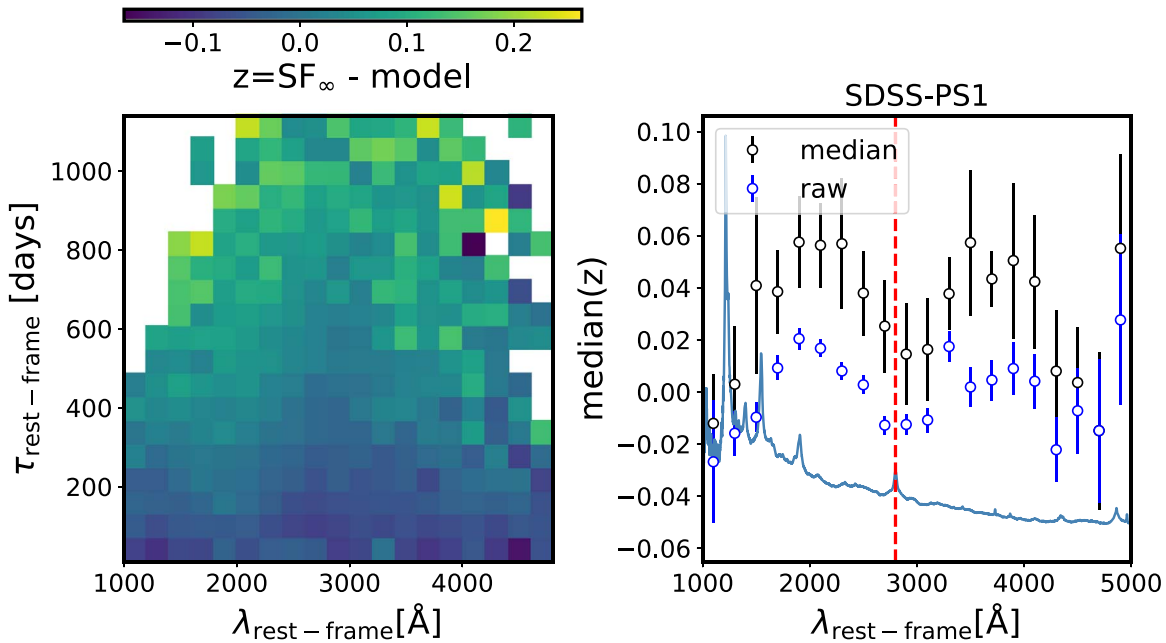 −0.1 0.0 0.1 0.2
z=SF∞ - model
τrest−frame [days]
1000
800
600
400
200
1000 2000 3000 4000
λrest−frame[Å]
SDSS-PS1
median
raw
median(z)
0.10
0.08
0.06
0.04
0.02
0.00
−0.02
−0.04
−0.06
1000 2000 3000 4000 5000
λrest−frame[Å]